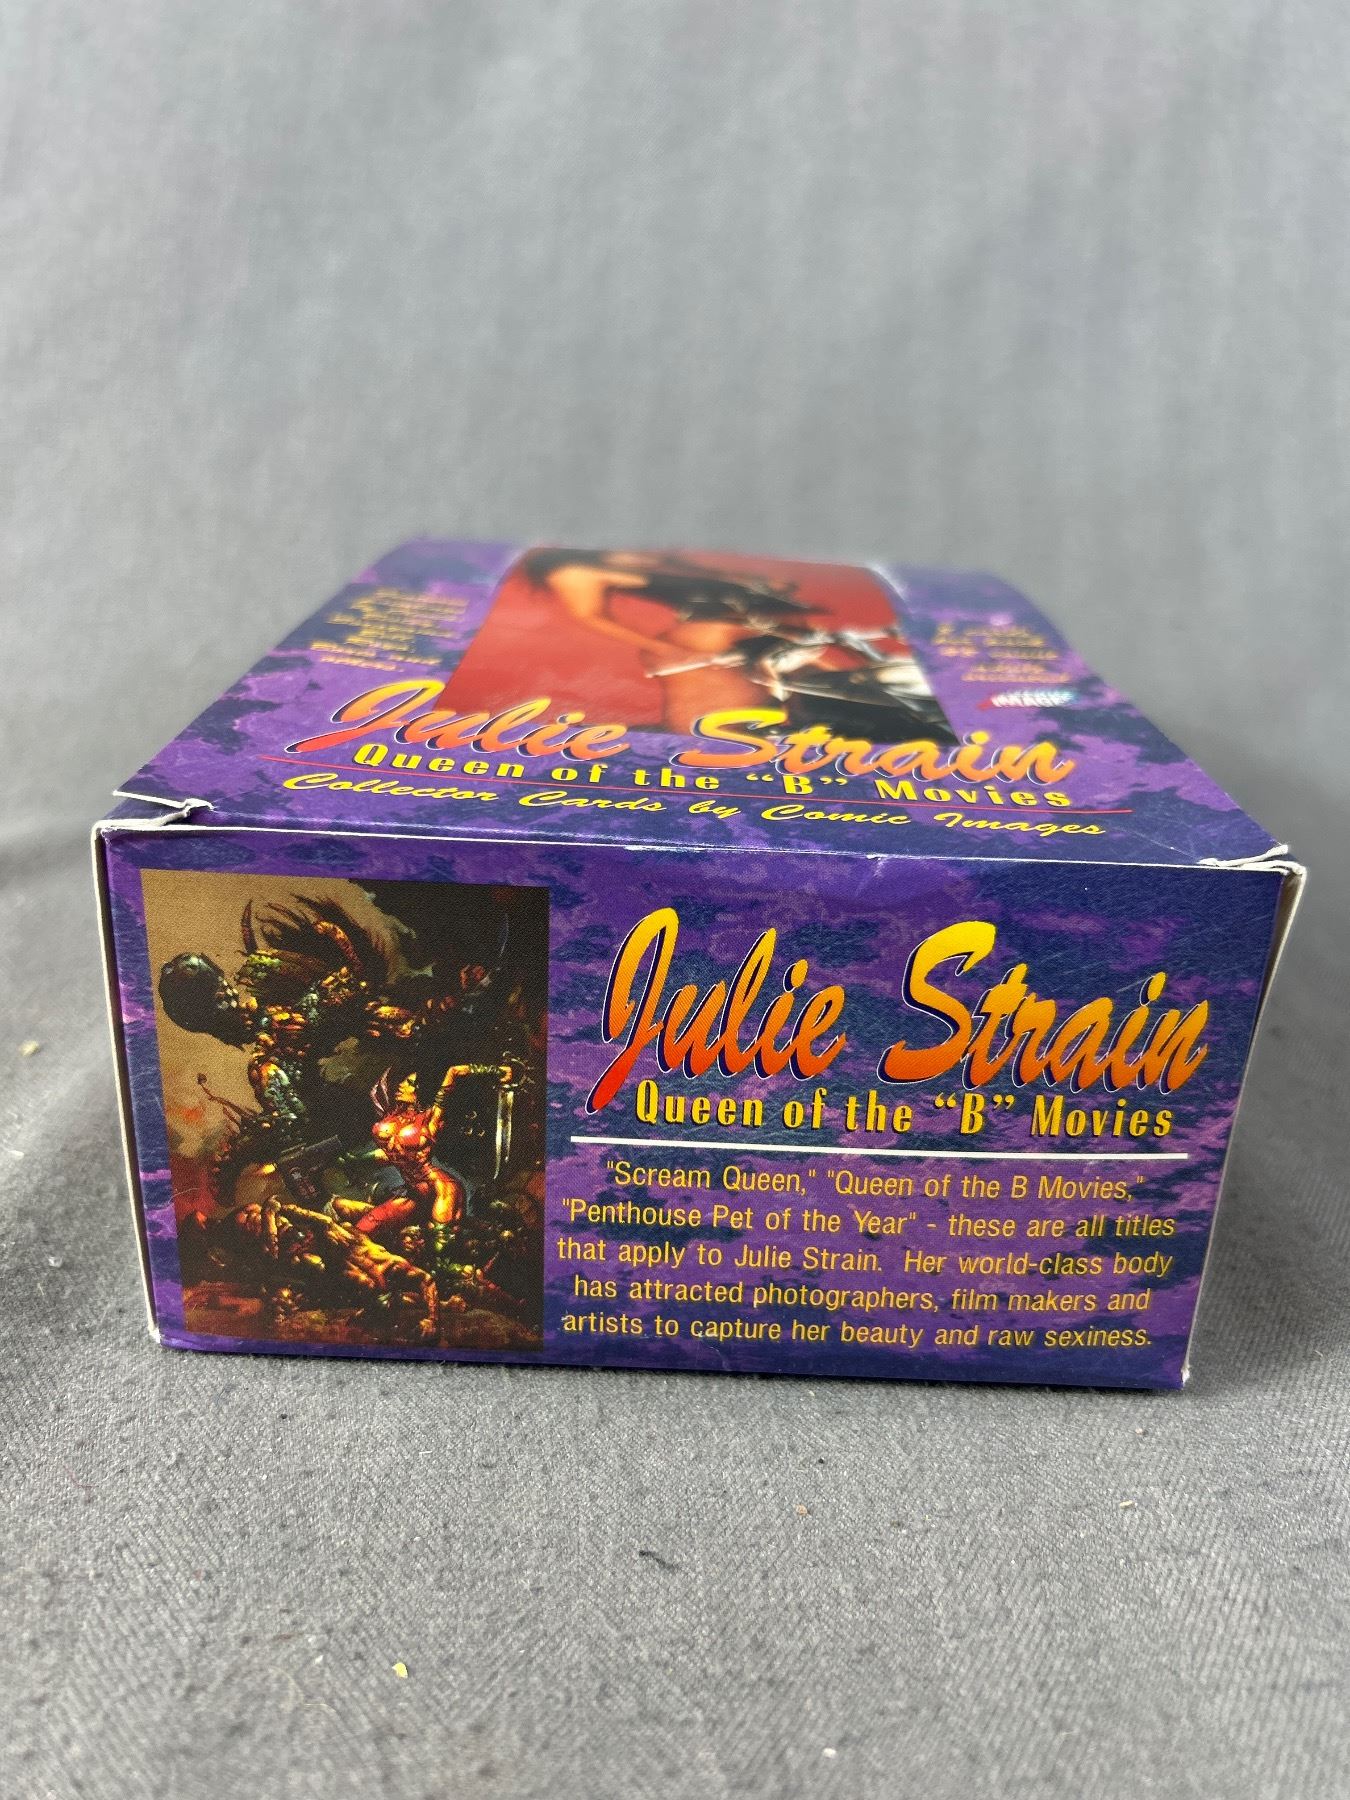 IMAGES
Julie Strain
Queen of the “B” Movies
Collector Cards by Comic Images
Julie Strain
Queen of the “B” Movies
"Scream Queen," "Queen of the B Movies,"
"Penthouse Pet of the Year" - these are all titles
that apply to Julie Strain. Her world-class body
has attracted photographers, film makers and
artists to capture her beauty and raw sexiness.